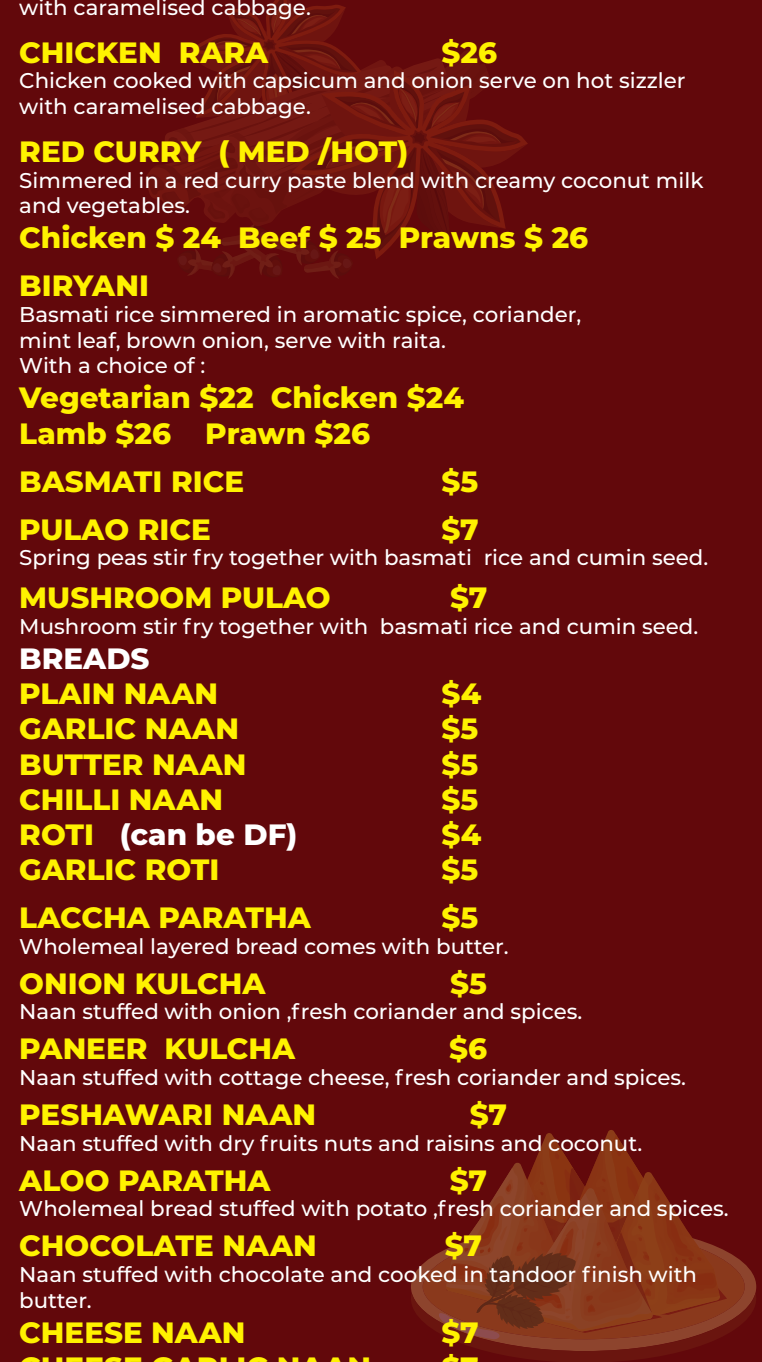 with caramelised cabbage.
CHICKEN RARA $26
Chicken cooked with capsicum and onion serve on hot sizzler
with caramelised cabbage.
RED CURRY ( MED /HOT)
Simmered in a red curry paste blend with creamy coconut milk
and vegetables.
Chicken $ 24 Beef $ 25 Prawns $ 26
BIRYANI
Basmati rice simmered in aromatic spice, coriander,
mint leaf, brown onion, serve with raita.
With a choice of :
Vegetarian $22 Chicken $24
Lamb $26 Prawn $26
BASMATI RICE $5
PULAO RICE $7
Spring peas stir fry together with basmati rice and cumin seed.
MUSHROOM PULAO $7
Mushroom stir fry together with basmati rice and cumin seed.
BREADS
PLAIN NAAN $4
GARLIC NAAN $5
BUTTER NAAN $5
CHILLI NAAN $5
ROTI (can be DF) $4
GARLIC ROTI $5
LACCHA PARATHA $5
Wholemeal layered bread comes with butter.
ONION KULCHA $5
Naan stuffed with onion ,fresh coriander and spices.
PANEER KULCHA $6
Naan stuffed with cottage cheese, fresh coriander and spices.
PESHAWARI NAAN $7
Naan stuffed with dry fruits nuts and raisins and coconut.
ALOO PARATHA $7
Wholemeal bread stuffed with potato ,fresh coriander and spices.
CHOCOLATE NAAN $7
Naan stuffed with chocolate and cooked in tandoor finish with
butter.
CHEESE NAAN $7
CHEESE GARLIC NAAN $7